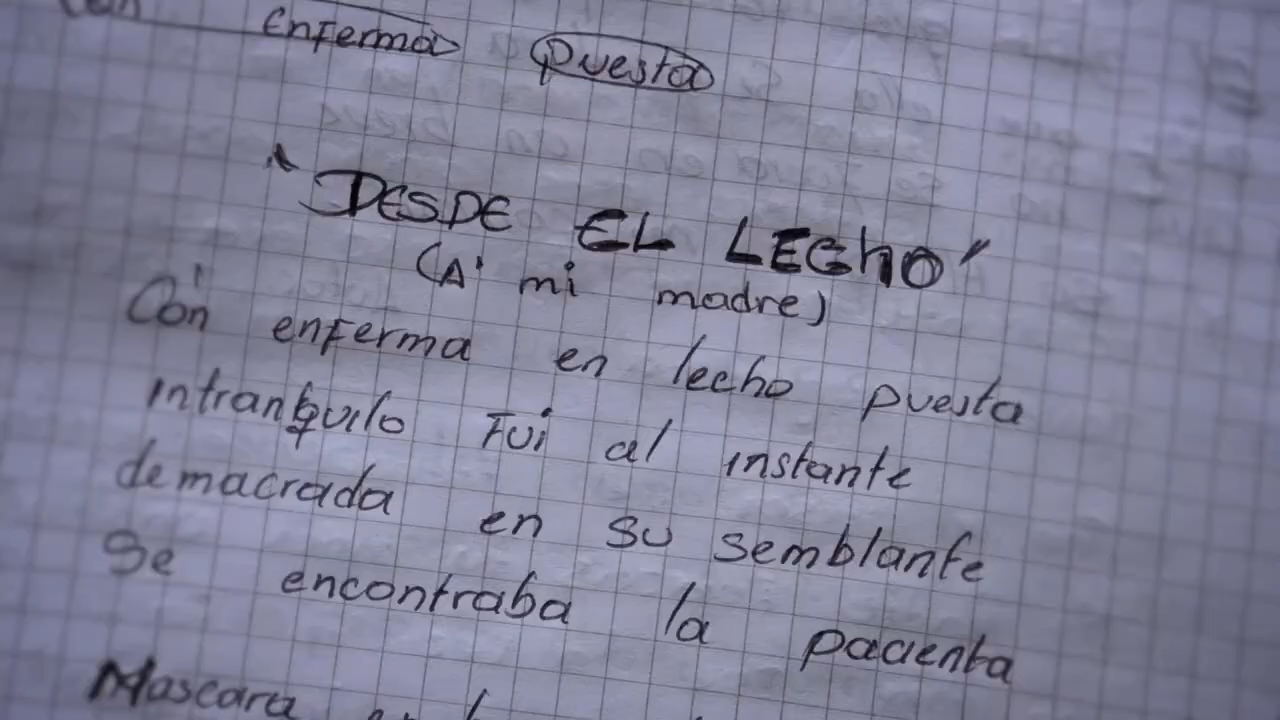 enferma puesta
"DESDE EL LECHO"
(A' mi madre)
Con enferma en lecho puesta
intranquilo Fui al instante
demacrada en su semblante
Se encontraba la pacienta
Mascara